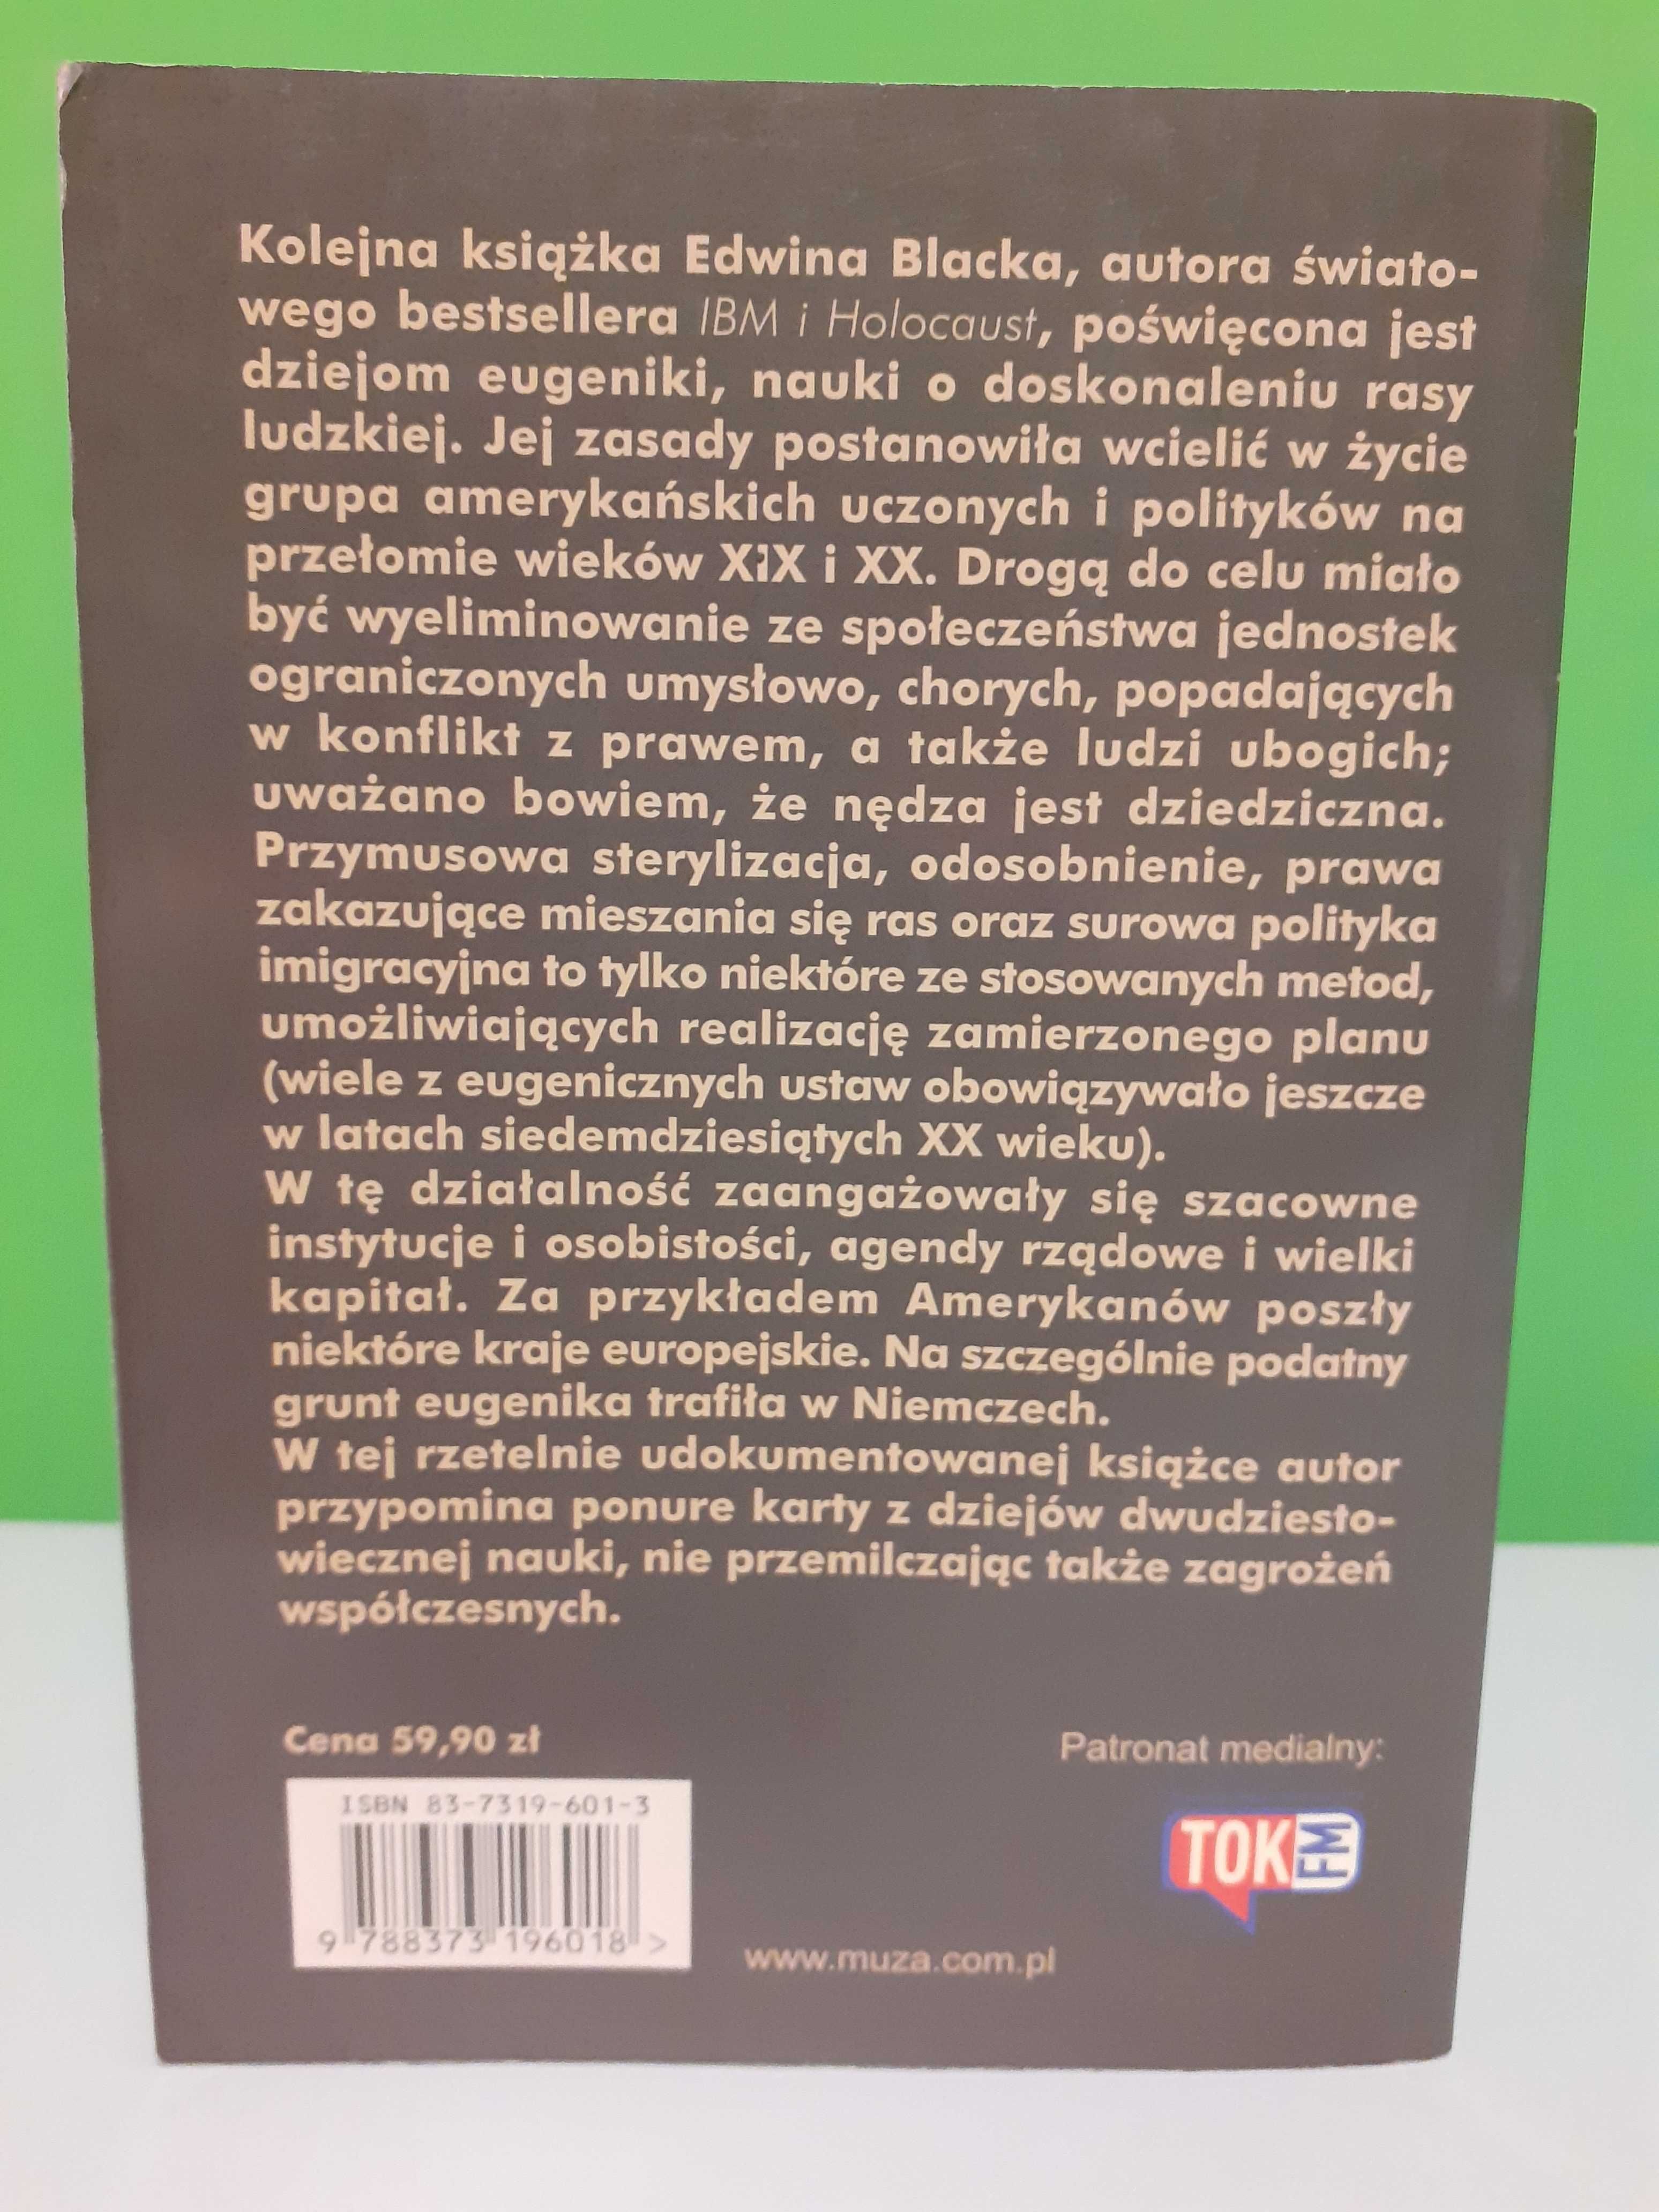 Kolejna książka Edwina Blacka, autora świato-
wego bestsellera IBM i Holocaust, poświęcona jest
dziejom eugeniki, nauki o doskonaleniu rasy
ludzkiej. Jej zasady postanowiła wcielić w życie
grupa amerykańskich uczonych i polityków na
przełomie wieków XIX i XX. Drogą do celu miało
być wyeliminowanie ze społeczeństwa jednostek
ograniczonych umysłowo, chorych, popadających
w konflikt z prawem, a także ludzi ubogich;
uważano bowiem, że nędza jest dziedziczna.
Przymusowa sterylizacja, odosobnienie, prawa
zakazujące mieszania się ras oraz surowa polityka
imigracyjna to tylko niektóre ze stosowanych metod,
umożliwiających realizację zamierzonego planu
(wiele z eugenicznych ustaw obowiązywało jeszcze
w latach siedemdziesiątych XX wieku).
W tę działalność zaangażowały się szacowne
instytucje i osobistości, agendy rządowe i wielki
kapitał. Za przykładem Amerykanów poszły
niektóre kraje europejskie. Na szczególnie podatny
grunt eugenika trafiła w Niemczech.
W tej rzetelnie udokumentowanej książce autor
przypomina ponure karty z dziejów dwudziesto-
wiecznej nauki, nie przemilczając także zagrożeń
współczesnych.
Cena 59,90 zł
Patronat medialny:
ISBN 83-7319-601-3
TOK FM
9 788373 196018 >
www.muza.com.pl